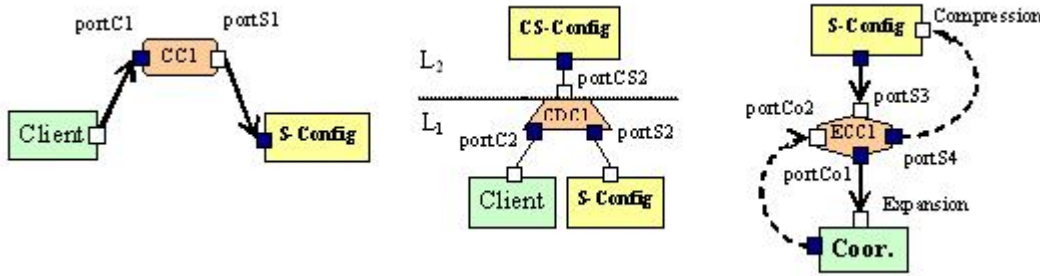 portC1
portS1
CC1
Client
S-Config
CS-Config
L2
portCS2
L1
CDC1
portC2
portS2
Client
S-Config
S-Config
Compression
portCo2
portS3
ECC1
portS4
portCo1
Expansion
Coor.